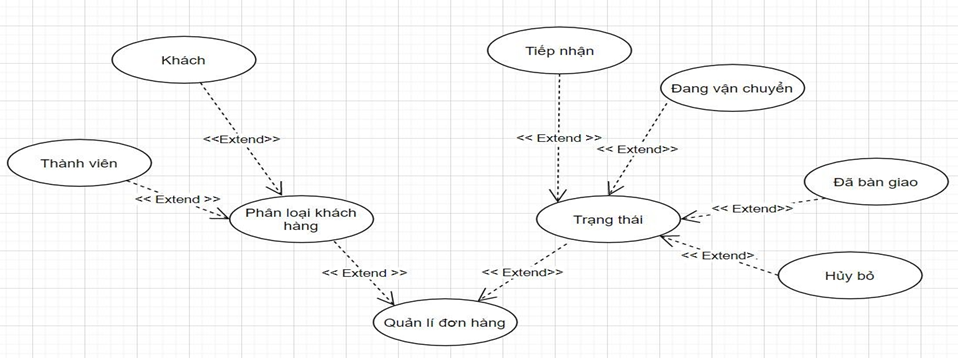 Khách
Tiếp nhận
Đang vận chuyển
<<Extend>>
<< Extend >>
<< Extend>>
Thành viên
Đã bàn giao
<< Extend >>
<< Extend>>
Phân loại khách
hàng
Trạng thái
<< Extend>
<< Extend >>
<< Extend>>
Hủy bỏ
Quản lí đơn hàng